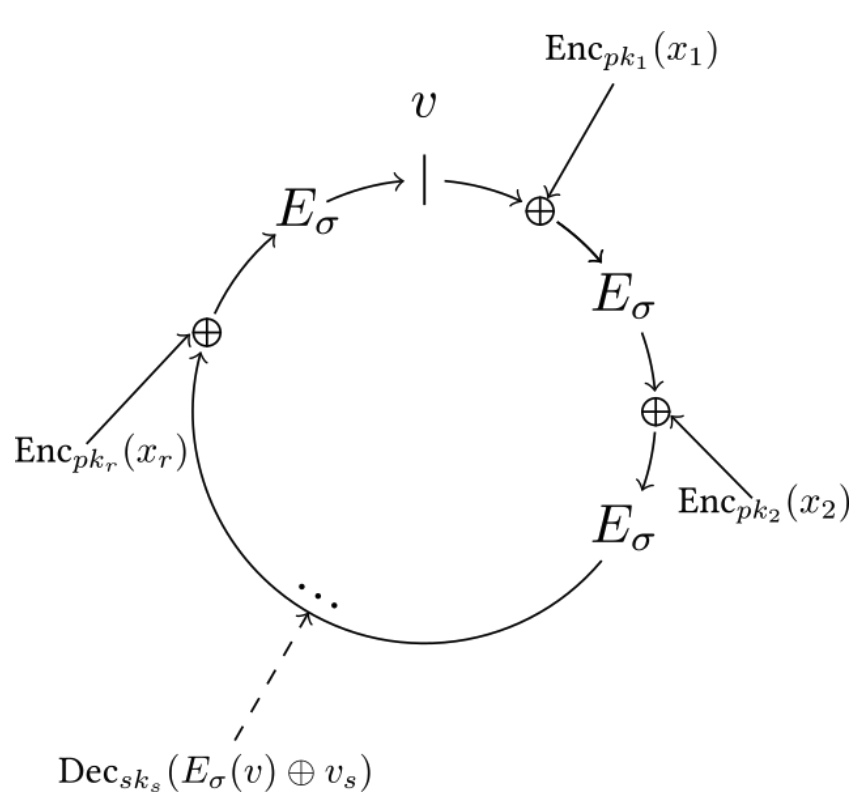 Enc_{pk_1}(x_1)
v
E_σ
⊕
E_σ
⊕
⊕
Enc_{pk_r}(x_r)
Enc_{pk_2}(x_2)
E_σ
⋱
Dec_{sk_s}(E_σ(v) ⊕ v_s)